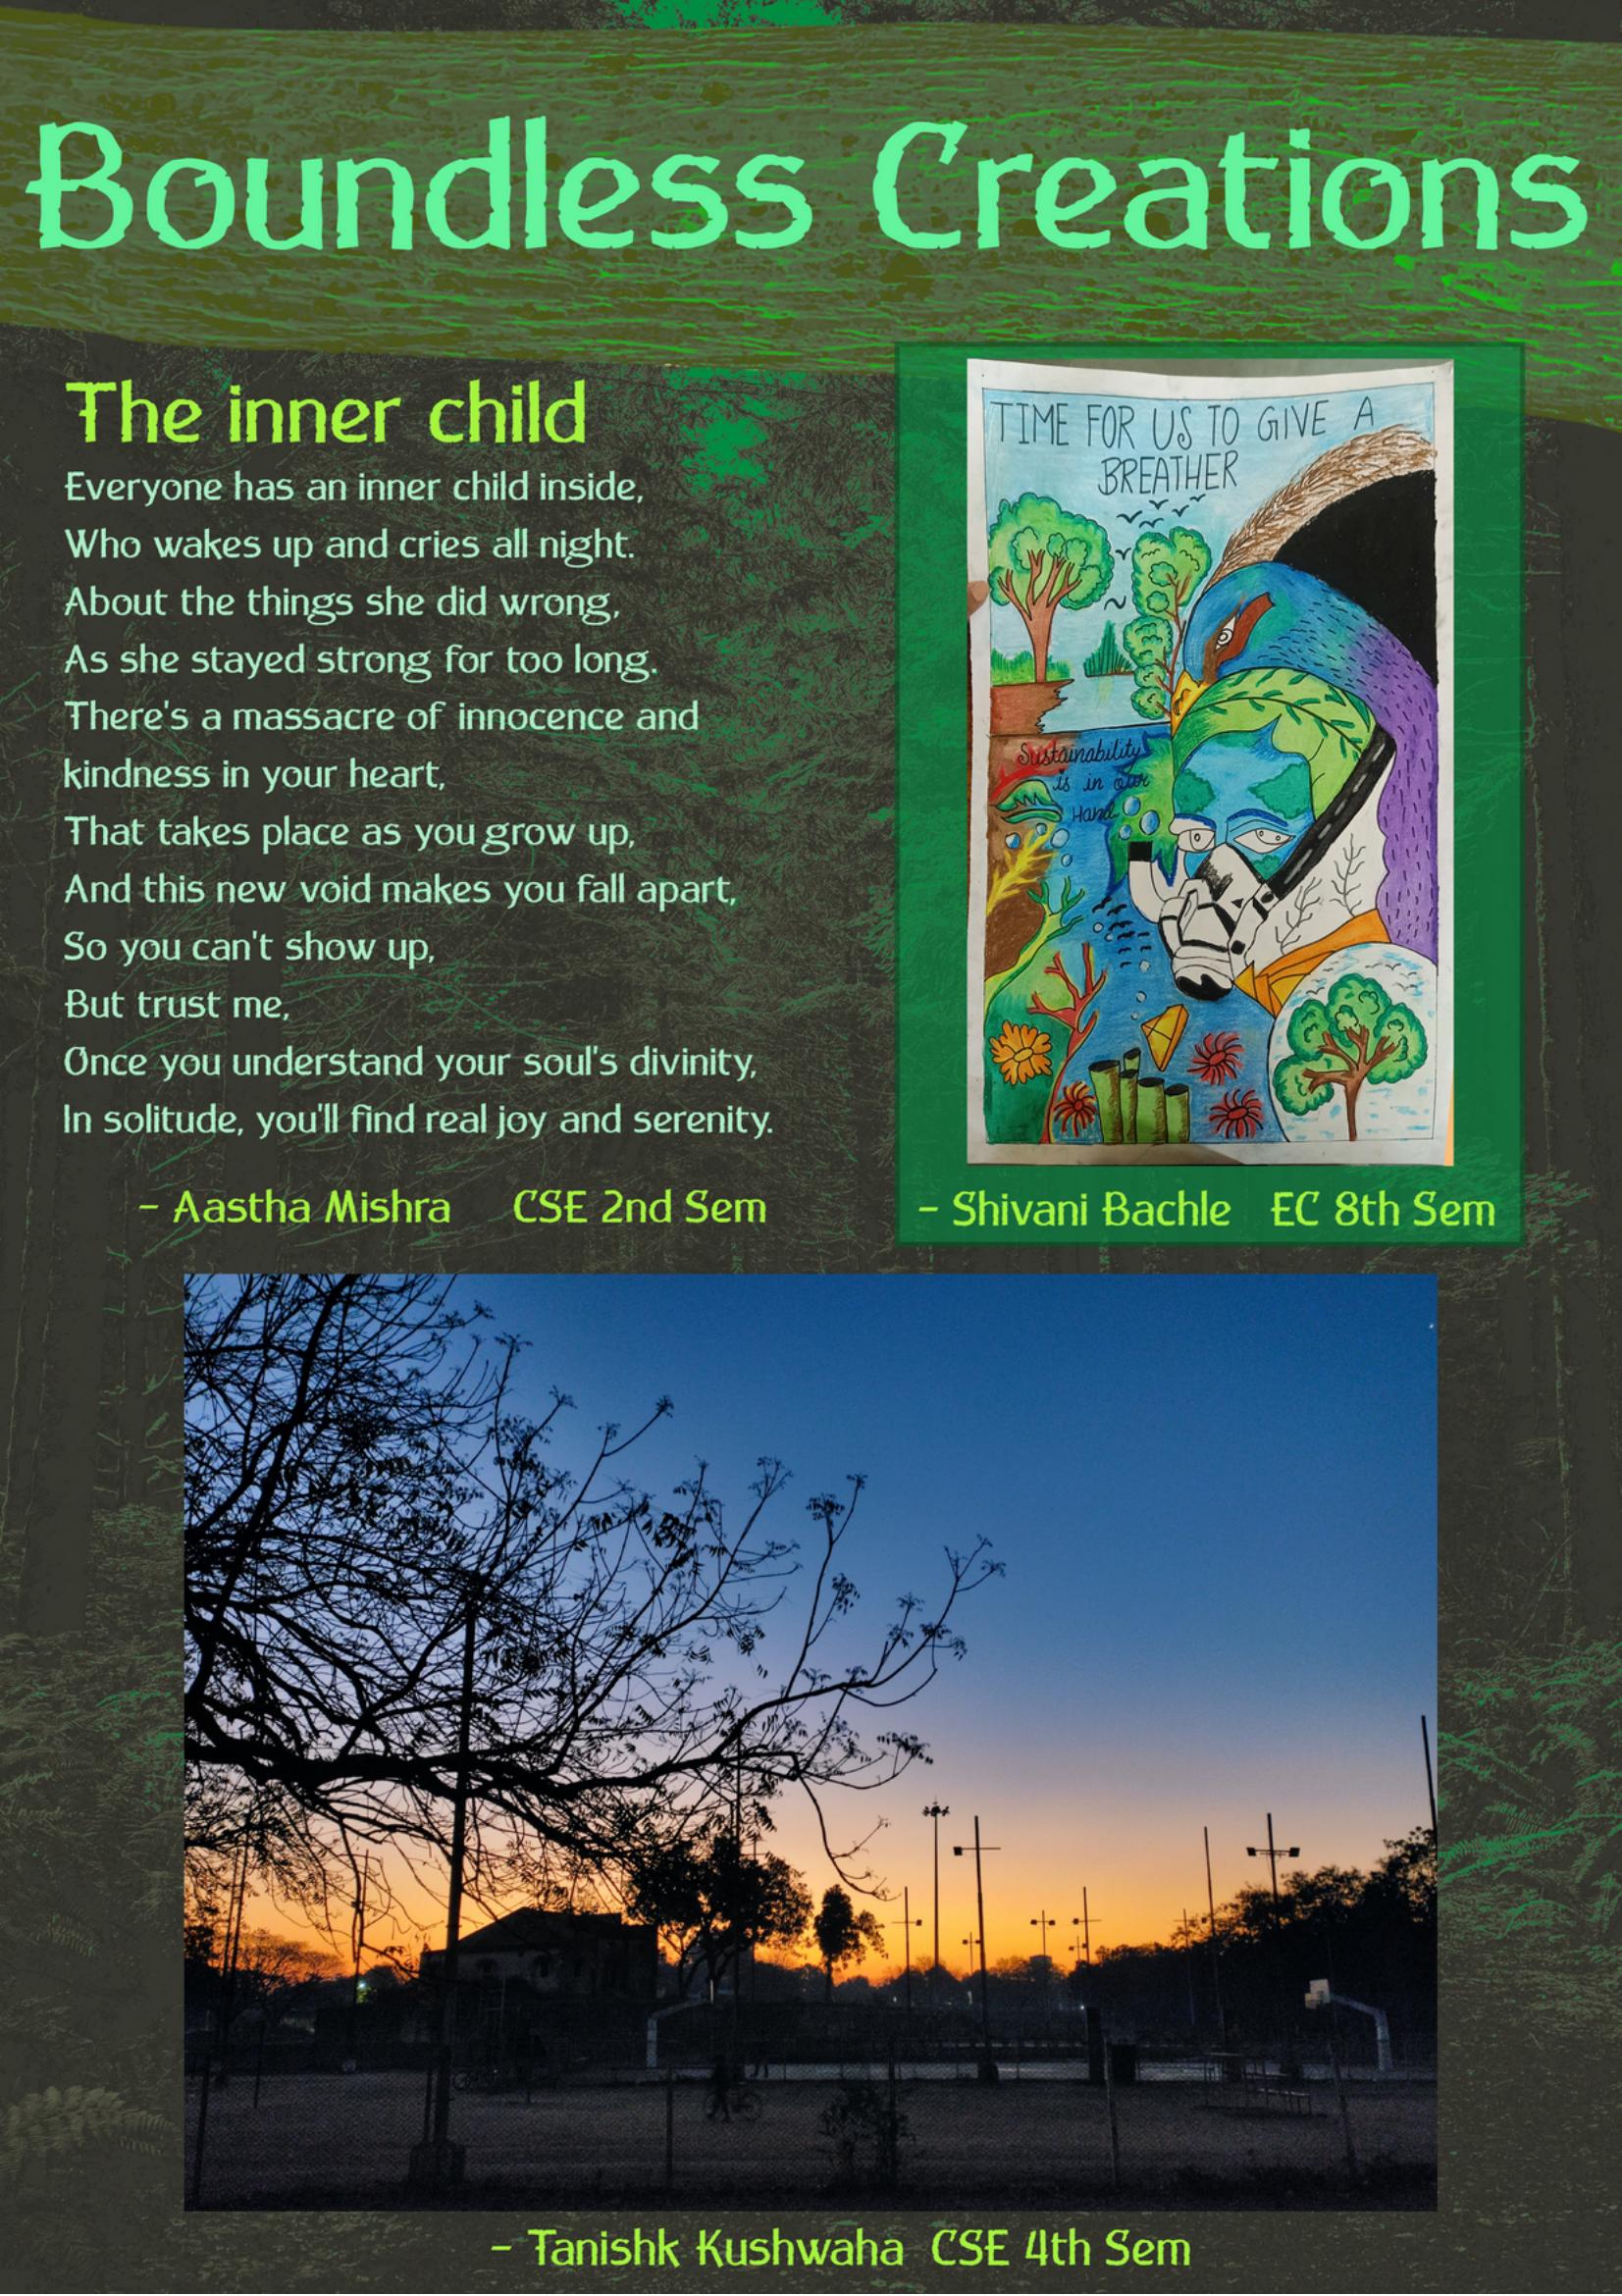 Boundless Creations
The inner child
Everyone has an inner child inside,
Who wakes up and cries all night.
About the things she did wrong,
As she stayed strong for too long.
There's a massacre of innocence and
kindness in your heart,
That takes place as you grow up,
And this new void makes you fall apart,
So you can't show up,
But trust me,
Once you understand your soul's divinity,
In solitude, you'll find real joy and serenity.
- Aastha Mishra CSE 2nd Sem
TIME FOR US TO GIVE A
BREATHER
Sustainability
is in our
Hand
- Shivani Bachle EC 8th Sem
- Tanishk Kushwaha CSE 4th Sem